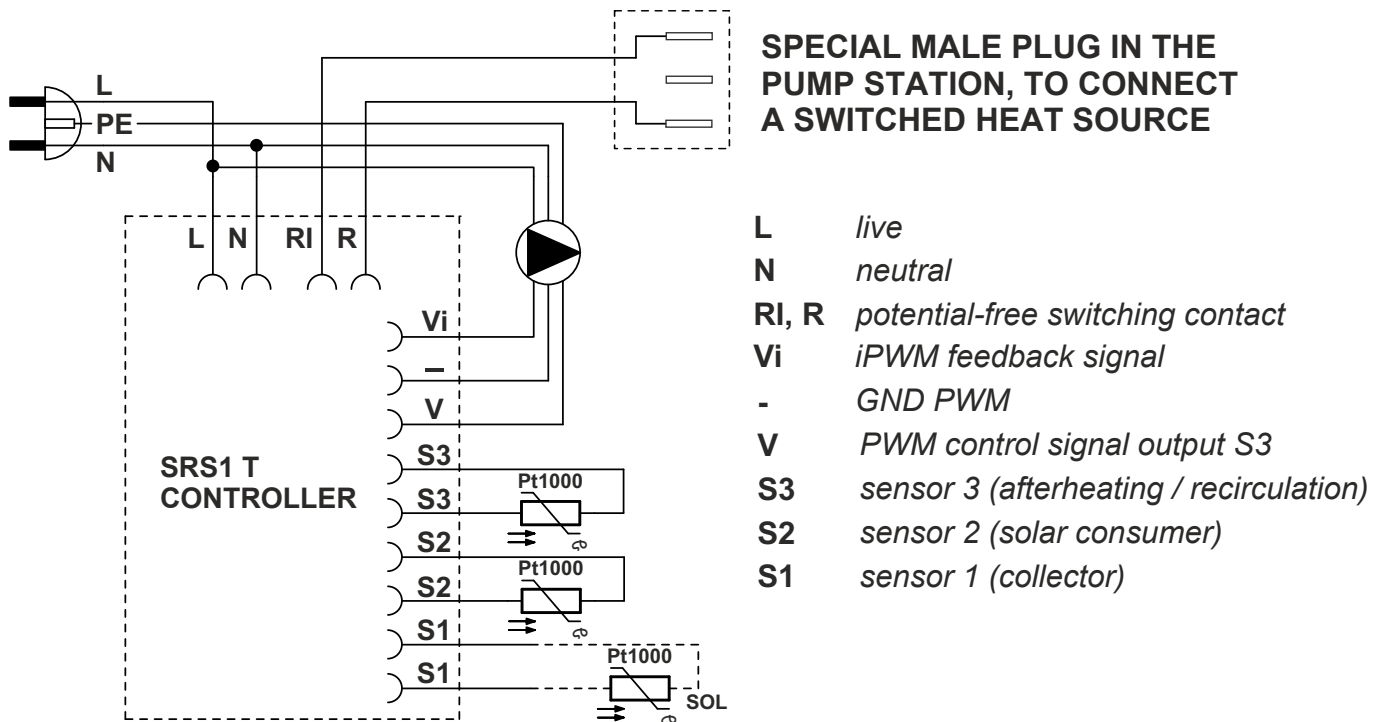 SPECIAL MALE PLUG IN THE
PUMP STATION, TO CONNECT
A SWITCHED HEAT SOURCE
L
PE
N
L N RI R
Vi
–
V
S3
S3
S2
S2
S1
S1
SRS1 T
CONTROLLER
Pt1000
ϑ
Pt1000
ϑ
Pt1000
SOL
ϑ
L live
N neutral
RI, R potential-free switching contact
Vi iPWM feedback signal
- GND PWM
V PWM control signal output S3
S3 sensor 3 (afterheating / recirculation)
S2 sensor 2 (solar consumer)
S1 sensor 1 (collector)